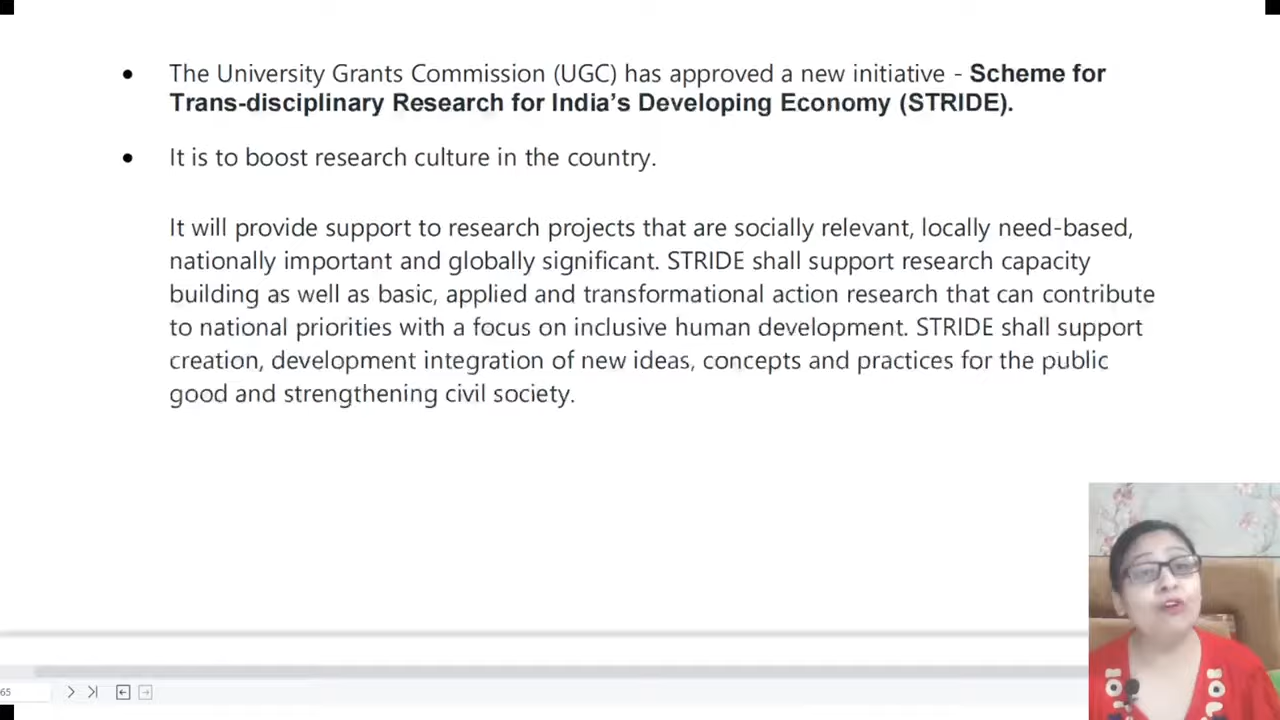 The University Grants Commission (UGC) has approved a new initiative - Scheme for
Trans-disciplinary Research for India’s Developing Economy (STRIDE).
It is to boost research culture in the country.
It will provide support to research projects that are socially relevant, locally need-based,
nationally important and globally significant. STRIDE shall support research capacity
building as well as basic, applied and transformational action research that can contribute
to national priorities with a focus on inclusive human development. STRIDE shall support
creation, development integration of new ideas, concepts and practices for the public
good and strengthening civil society.
65